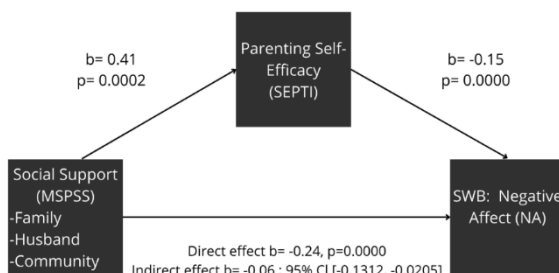 Parenting Self-
Efficacy
(SEPTI)
b= 0.41
p= 0.0002
b= -0.15
p= 0.0000
Social Support
(MSPSS)
-Family
-Husband
-Community
SWB: Negative
Affect (NA)
Direct effect b= -0.24, p=0.0000
Indirect effect b= -0.06 ; 95% CI [-0.1312, -0.0205]